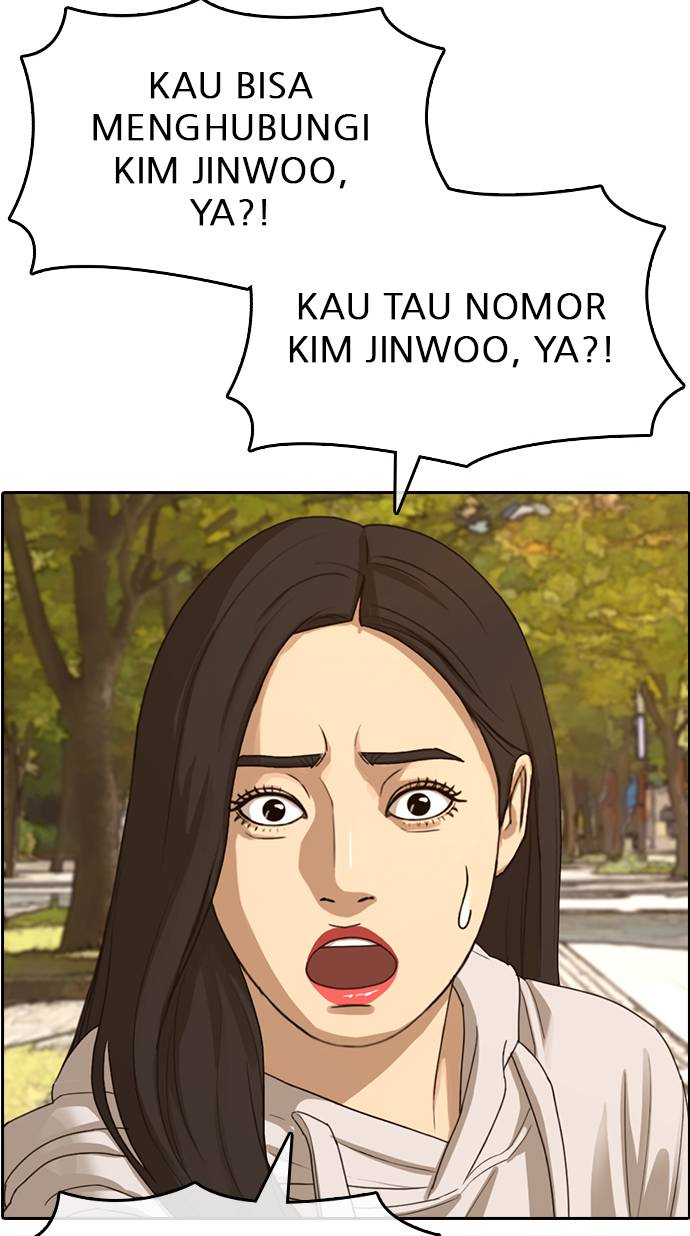 KAU BISA
MENGHUBUNGI
KIM JINWOO,
YA?!
KAU TAU NOMOR
KIM JINWOO, YA?!